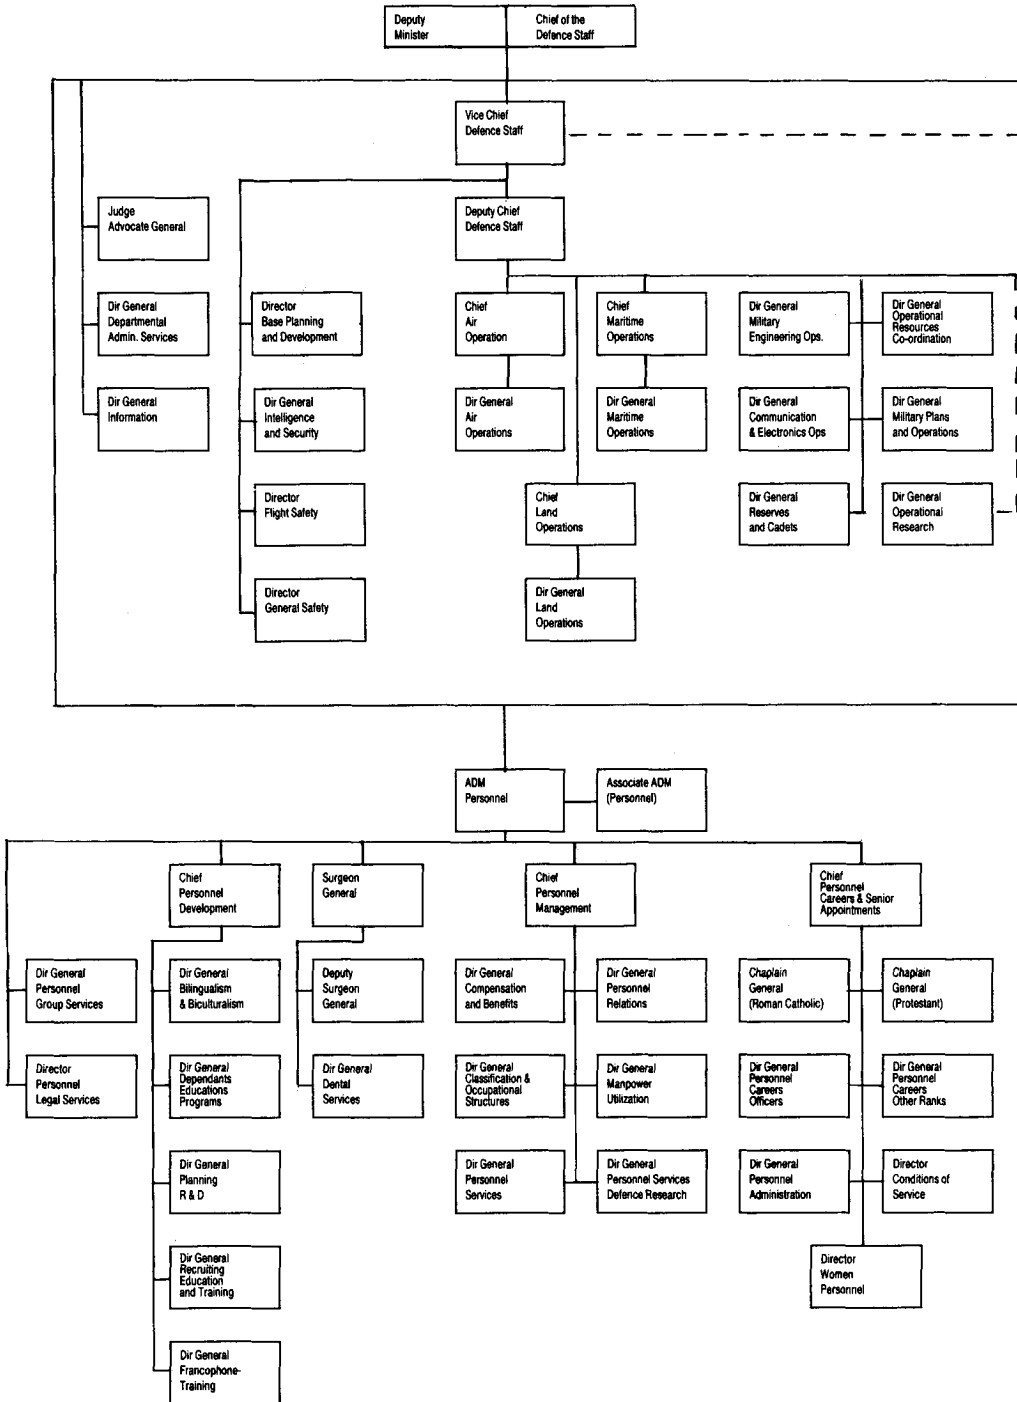 Deputy
Minister
Chief of the
Defence Staff
Vice Chief
Defence Staff
Judge
Advocate General
Deputy Chief
Defence Staff
Dir General
Departmental
Admin. Services
Director
Base Planning
and Development
Chief
Air
Operation
Chief
Maritime
Operations
Dir General
Military
Engineering Ops.
Dir General
Operational
Resources
Co-ordination
Dir General
Information
Dir General
Intelligence
and Security
Dir General
Air
Operations
Dir General
Maritime
Operations
Dir General
Communication
& Electronics Ops
Dir General
Military Plans
and Operations
Director
Flight Safety
Chief
Land
Operations
Dir General
Reserves
and Cadets
Dir General
Operational
Research
Director
General Safety
Dir General
Land
Operations
ADM
Personnel
Associate ADM
(Personnel)
Chief
Personnel
Development
Surgeon
General
Chief
Personnel
Management
Chief
Personnel
Careers & Senior
Appointments
Dir General
Personnel
Group Services
Dir General
Bilingualism
& Biculturalism
Deputy
Surgeon
General
Dir General
Compensation
and Benefits
Dir General
Personnel
Relations
Chaplain
General
(Roman Catholic)
Chaplain
General
(Protestant)
Director
Personnel
Legal Services
Dir General
Dependants
Educations
Programs
Dir General
Dental
Services
Dir General
Classification &
Occupational
Structures
Dir General
Manpower
Utilization
Dir General
Personnel
Careers
Officers
Dir General
Personnel
Careers
Other Ranks
Dir General
Planning
R & D
Dir General
Personnel
Services
Dir General
Personnel Services
Defence Research
Dir General
Personnel
Administration
Director
Conditions of
Service
Dir General
Recruiting
Education
and Training
Director
Women
Personnel
Dir General
Francophone-
Training